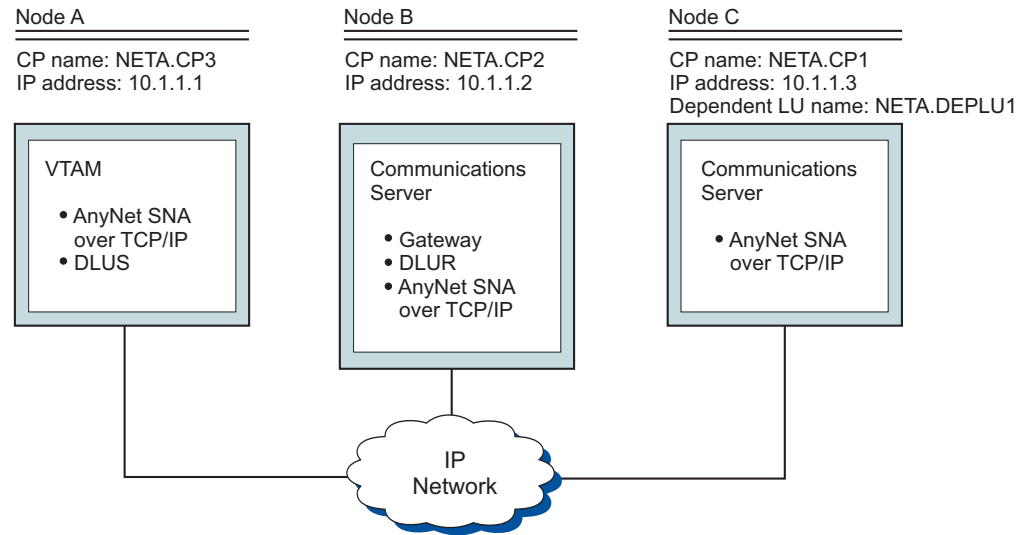 Node A
CP name: NETA.CP3
IP address: 10.1.1.1
VTAM
• AnyNet SNA
over TCP/IP
• DLUS
Node B
CP name: NETA.CP2
IP address: 10.1.1.2
Communications
Server
• Gateway
• DLUR
• AnyNet SNA
over TCP/IP
Node C
CP name: NETA.CP1
IP address: 10.1.1.3
Dependent LU name: NETA.DEPLU1
Communications
Server
• AnyNet SNA
over TCP/IP
IP
Network